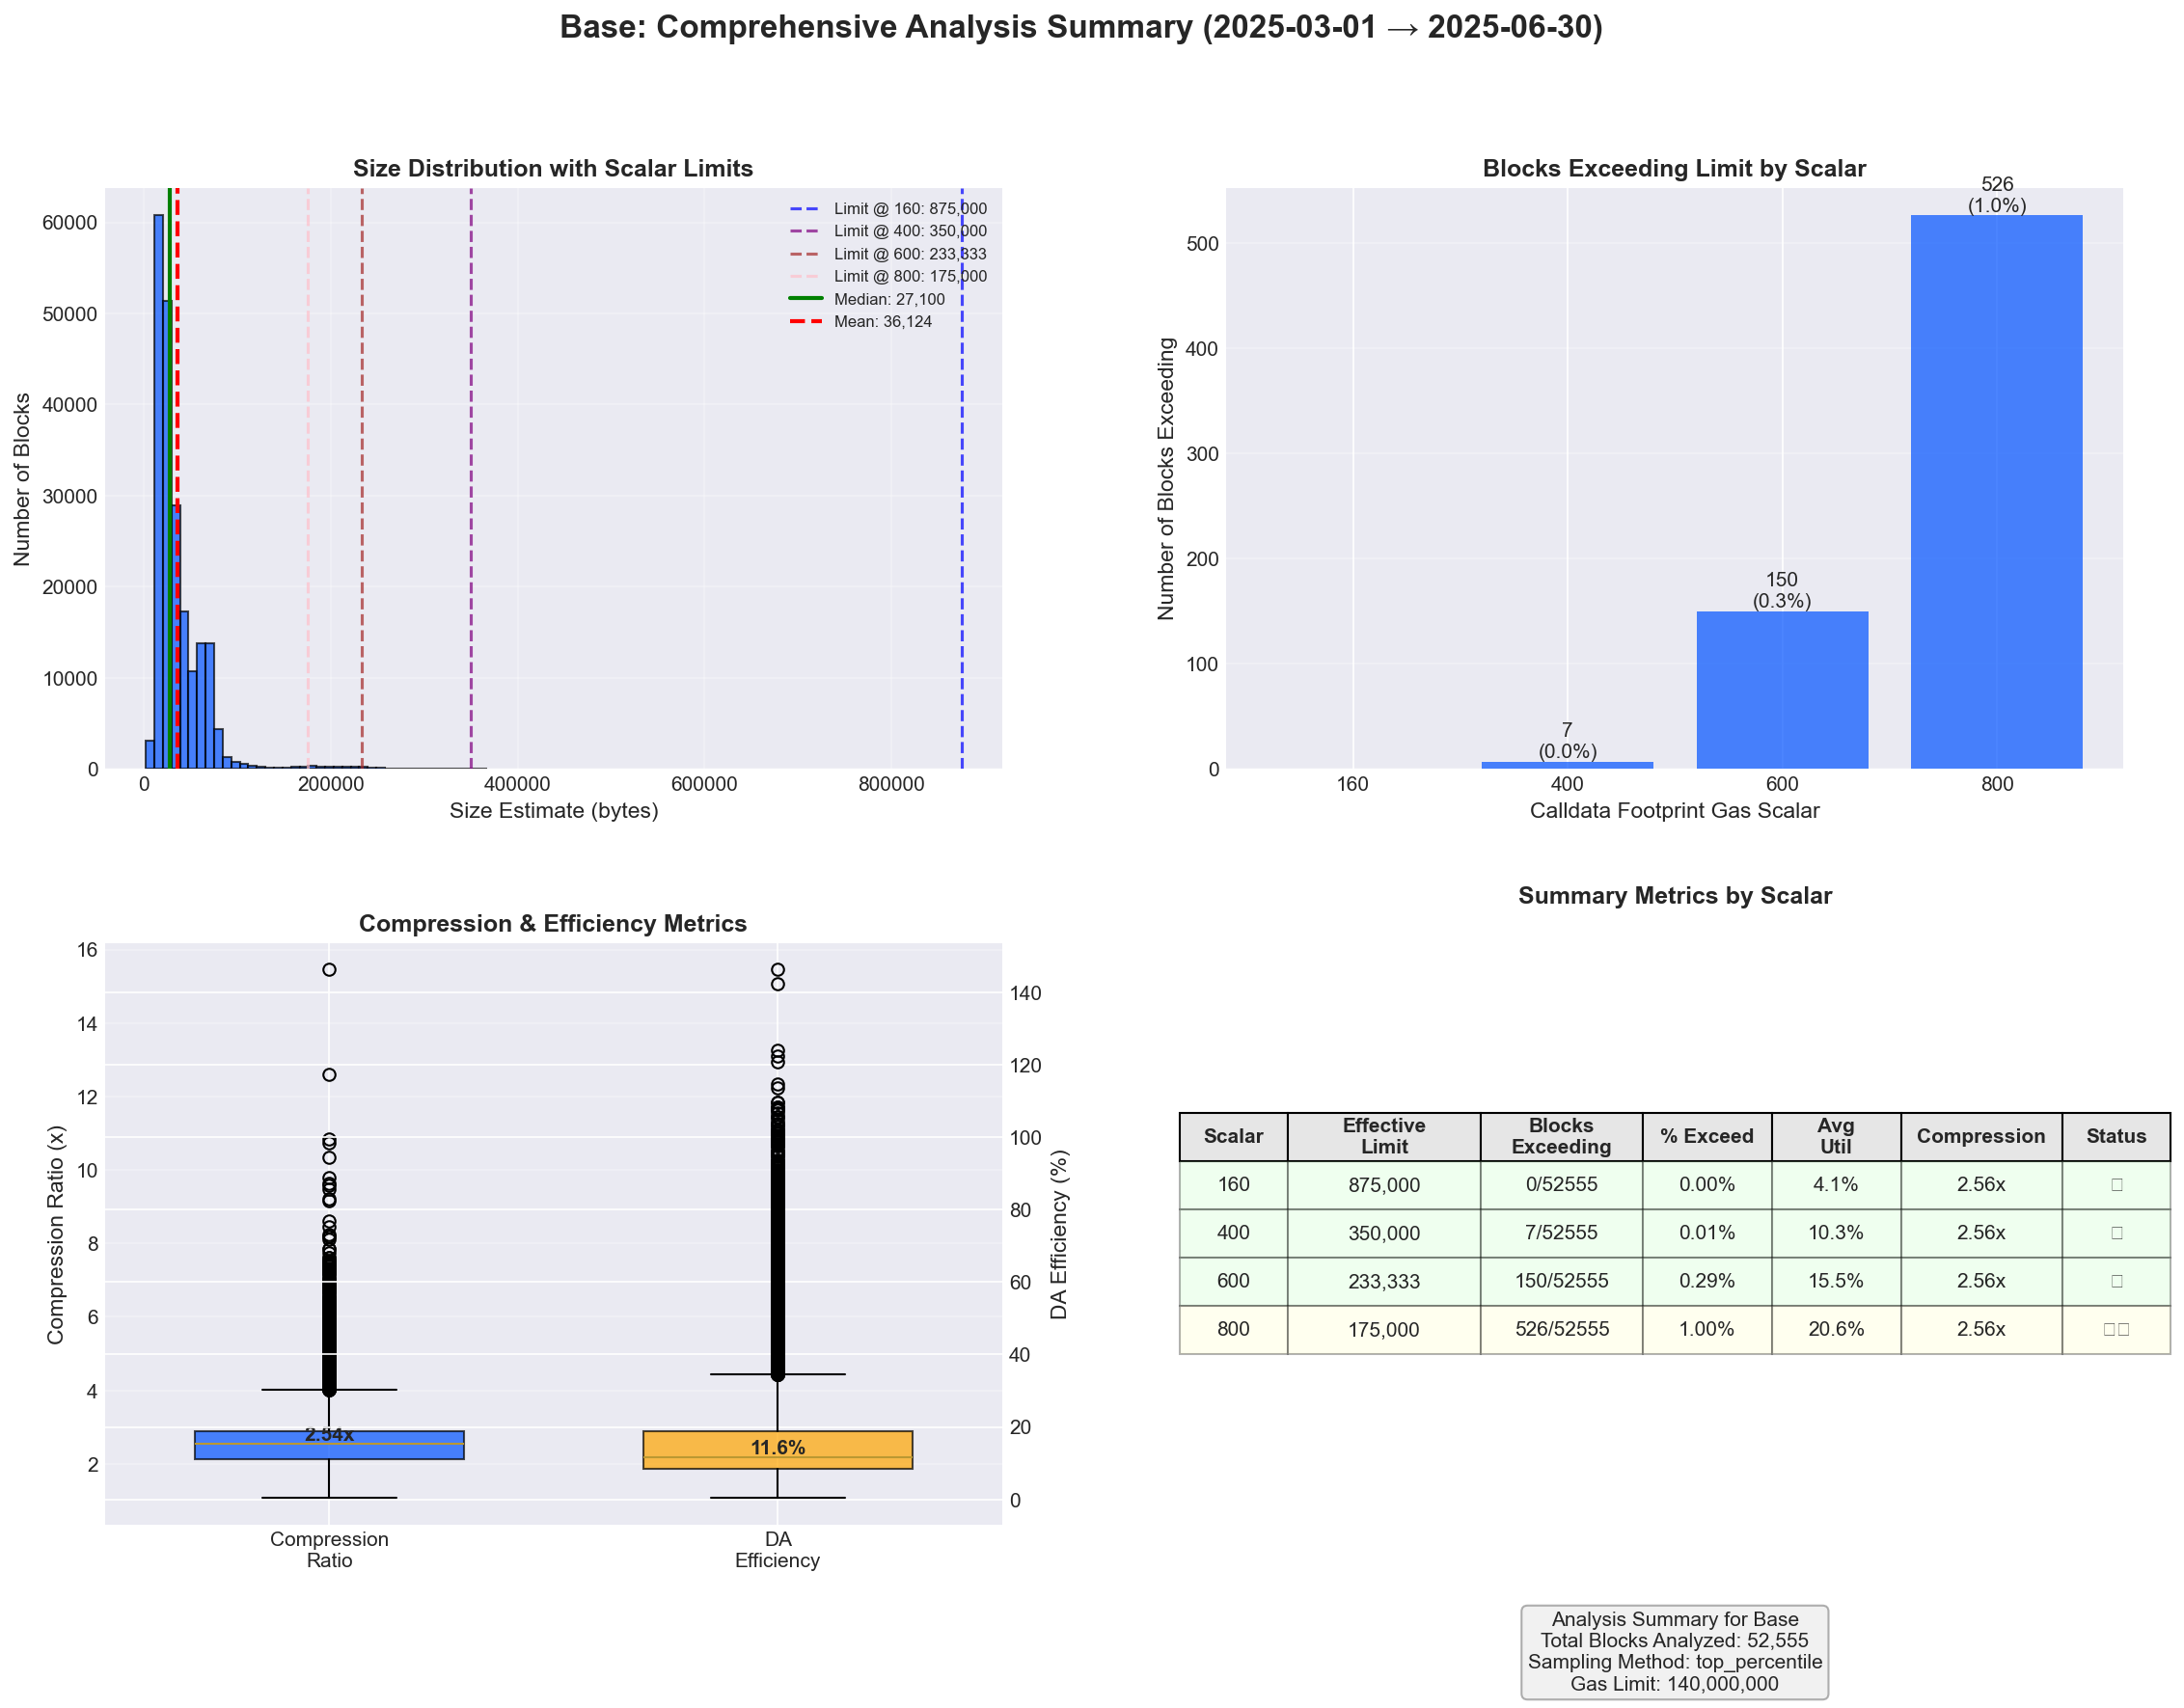 Base: Comprehensive Analysis Summary (2025-03-01 → 2025-06-30)
Size Distribution with Scalar Limits
Number of Blocks
60000
50000
40000
30000
20000
10000
0
0 200000 400000 600000 800000
Size Estimate (bytes)
Limit @ 160: 875,000
Limit @ 400: 350,000
Limit @ 600: 233,333
Limit @ 800: 175,000
Median: 27,100
Mean: 36,124
Blocks Exceeding Limit by Scalar
Number of Blocks Exceeding
500
400
300
200
100
0
7
(0.0%)
150
(0.3%)
526
(1.0%)
160 400 600 800
Calldata Footprint Gas Scalar
Compression & Efficiency Metrics
Compression Ratio (x)
16
14
12
10
8
6
4
2
2.54x
11.6%
140
120
100
80
60
40
20
0
DA Efficiency (%)
Compression
Ratio
DA
Efficiency
Summary Metrics by Scalar
Scalar Effective Limit Blocks Exceeding % Exceed Avg Util Compression Status
160 875,000 0/52555 0.00% 4.1% 2.56x
400 350,000 7/52555 0.01% 10.3% 2.56x
600 233,333 150/52555 0.29% 15.5% 2.56x
800 175,000 526/52555 1.00% 20.6% 2.56x
Analysis Summary for Base
Total Blocks Analyzed: 52,555
Sampling Method: top_percentile
Gas Limit: 140,000,000